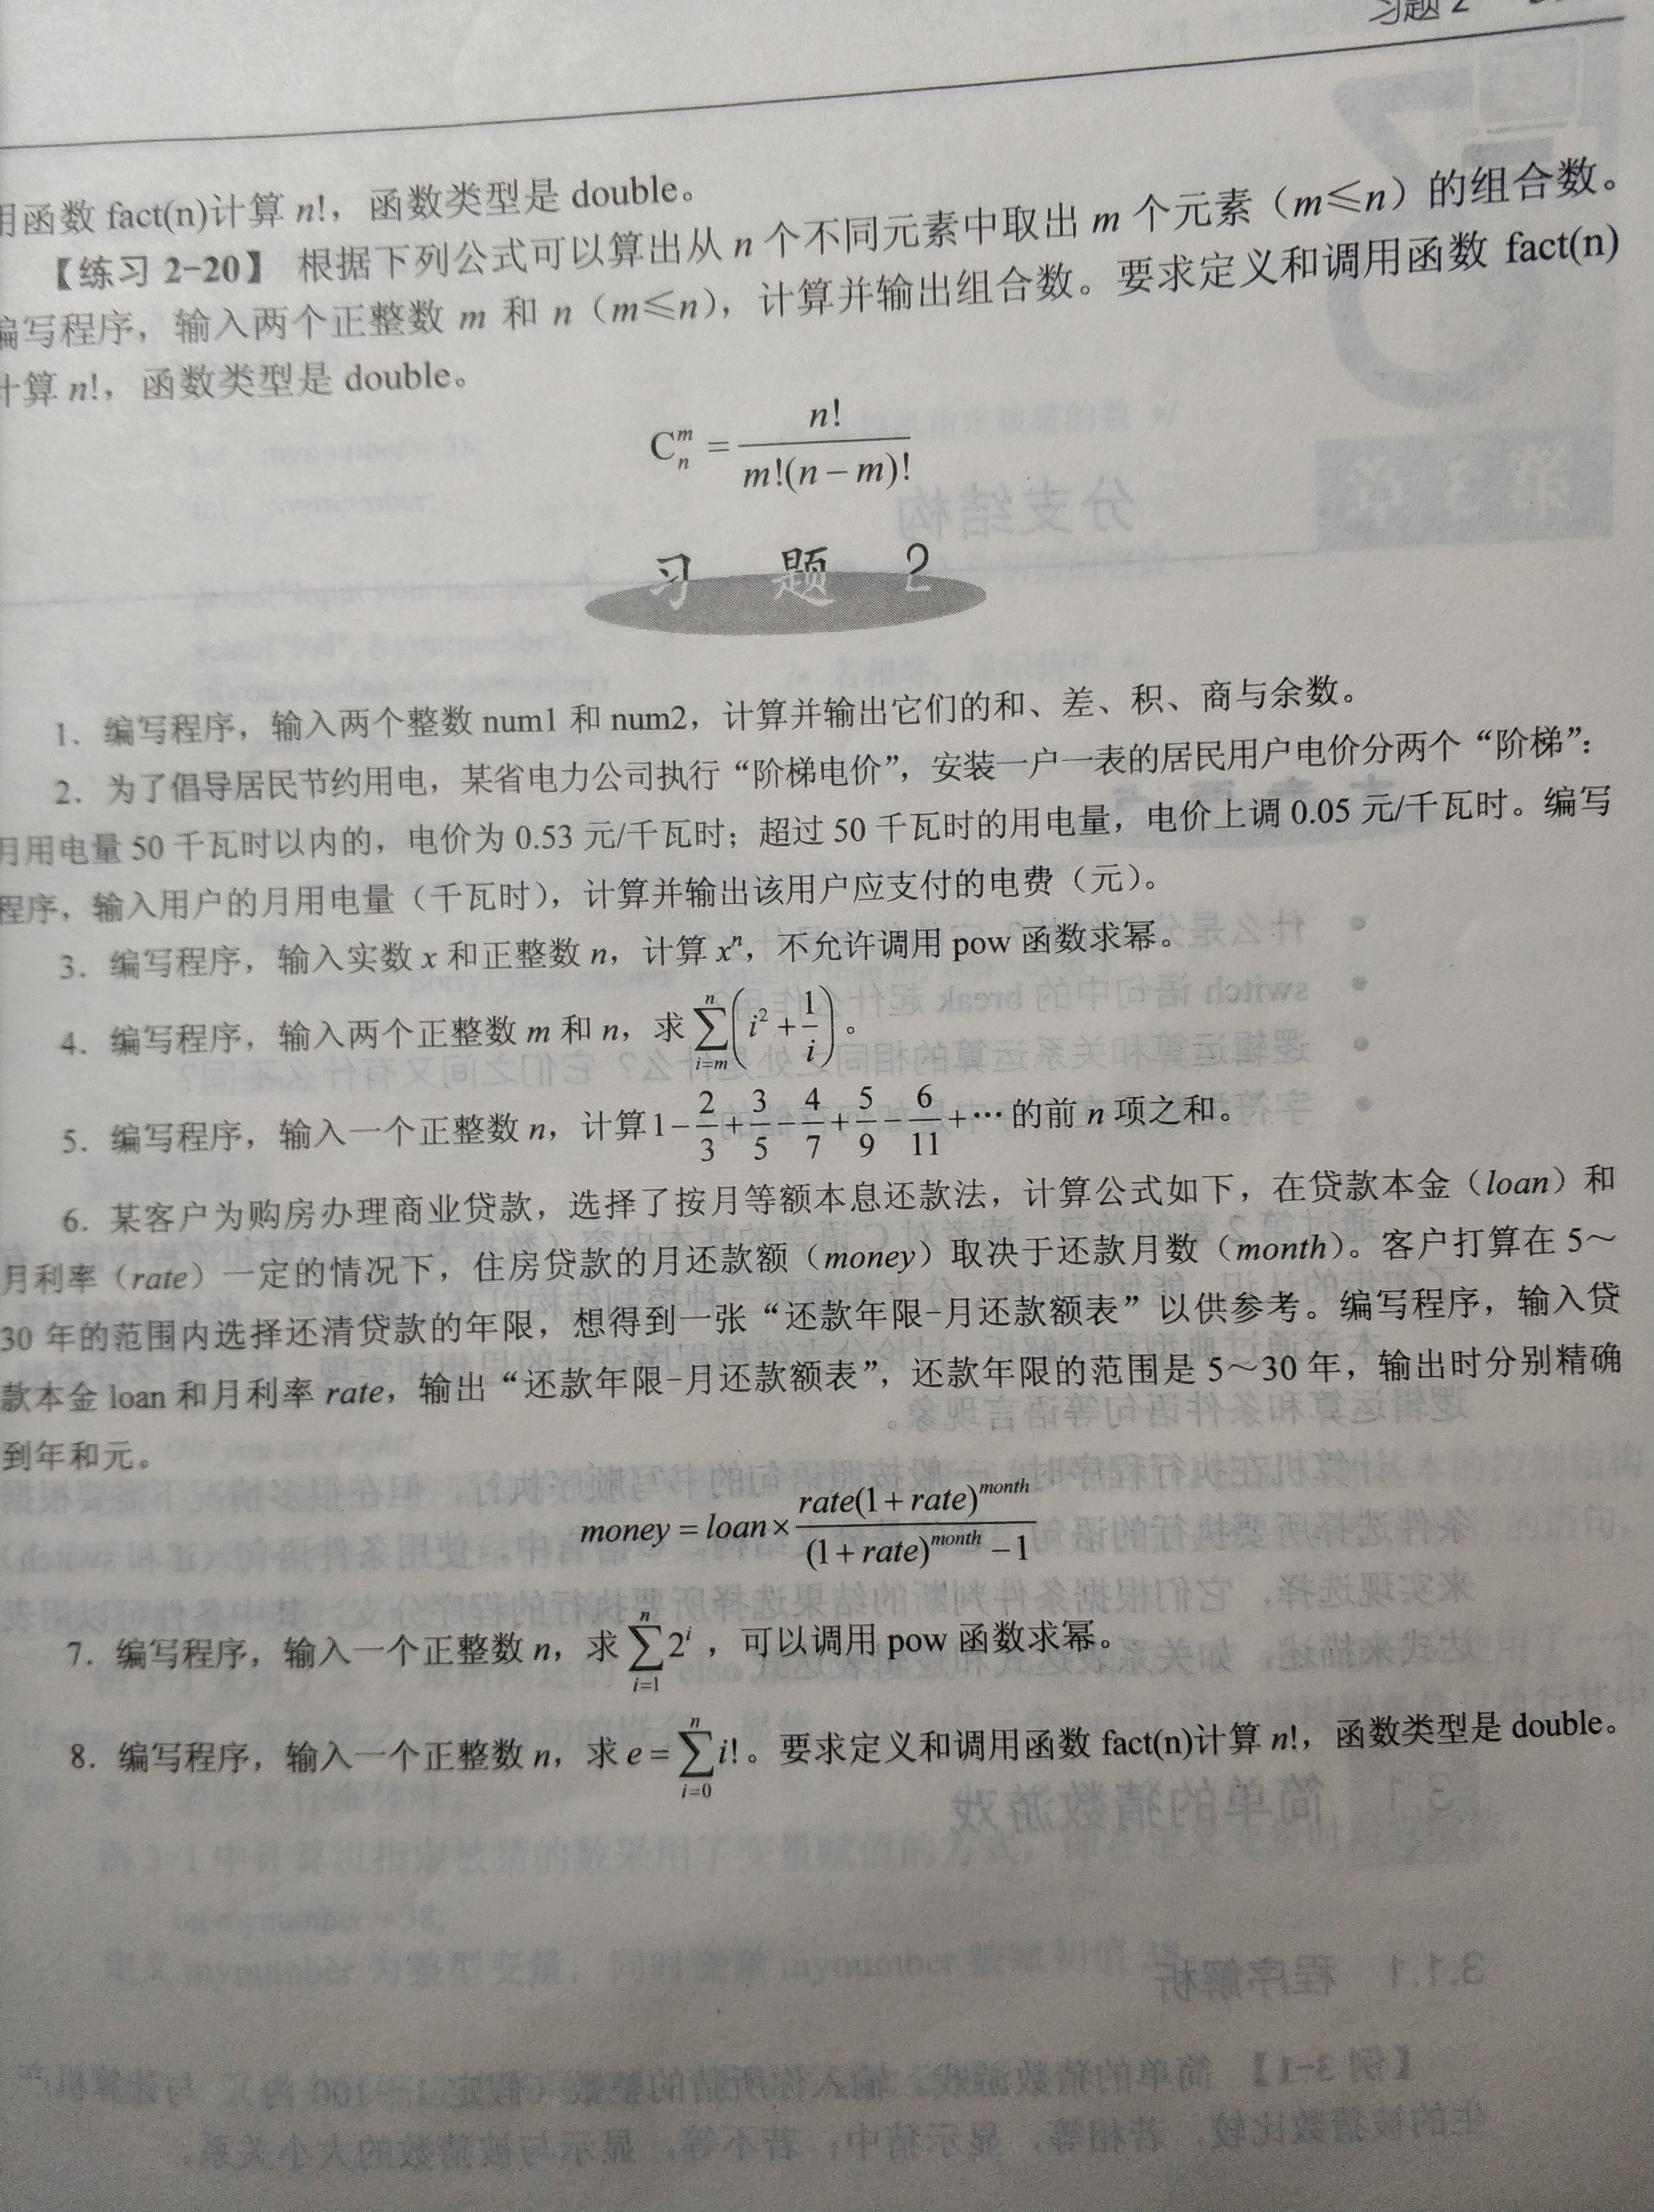 习题 2
用函数 fact(n)计算 n!，函数类型是 double。
【练习 2-20】 根据下列公式可以算出从 n 个不同元素中取出 m 个元素（m≤n）的组合数。
编写程序，输入两个正整数 m 和 n（m≤n），计算并输出组合数。要求定义和调用函数 fact(n)
计算 n!，函数类型是 double。
C_n^m = n! / (m!(n-m)!)
习 题 2
1. 编写程序，输入两个整数 num1 和 num2，计算并输出它们的和、差、积、商与余数。
2. 为了倡导居民节约用电，某省电力公司执行“阶梯电价”，安装一户一表的居民用户电价分两个“阶梯”：
月用电量 50 千瓦时以内的，电价为 0.53 元/千瓦时；超过 50 千瓦时的用电量，电价上调 0.05 元/千瓦时。编写
程序，输入用户的月用电量（千瓦时），计算并输出该用户应支付的电费（元）。
3. 编写程序，输入实数 x 和正整数 n，计算 x^n，不允许调用 pow 函数求幂。
4. 编写程序，输入两个正整数 m 和 n，求 ∑_{i=m}^{n} (i² + 1/i)。
5. 编写程序，输入一个正整数 n，计算 1 - 2/3 + 3/5 - 4/7 + 5/9 - 6/11 + ⋯ 的前 n 项之和。
6. 某客户为购房办理商业贷款，选择了按月等额本息还款法，计算公式如下，在贷款本金（loan）和
月利率（rate）一定的情况下，住房贷款的月还款额（money）取决于还款月数（month）。客户打算在 5～
30 年的范围内选择还清贷款的年限，想得到一张“还款年限-月还款额表”以供参考。编写程序，输入贷
款本金 loan 和月利率 rate，输出“还款年限-月还款额表”，还款年限的范围是 5～30 年，输出时分别精确
到年和元。
money = loan × rate(1+rate)^month / ((1+rate)^month - 1)
7. 编写程序，输入一个正整数 n，求 ∑_{i=1}^{n} 2^i，可以调用 pow 函数求幂。
8. 编写程序，输入一个正整数 n，求 e = ∑_{i=0}^{n} i!。要求定义和调用函数 fact(n)计算 n!，函数类型是 double。